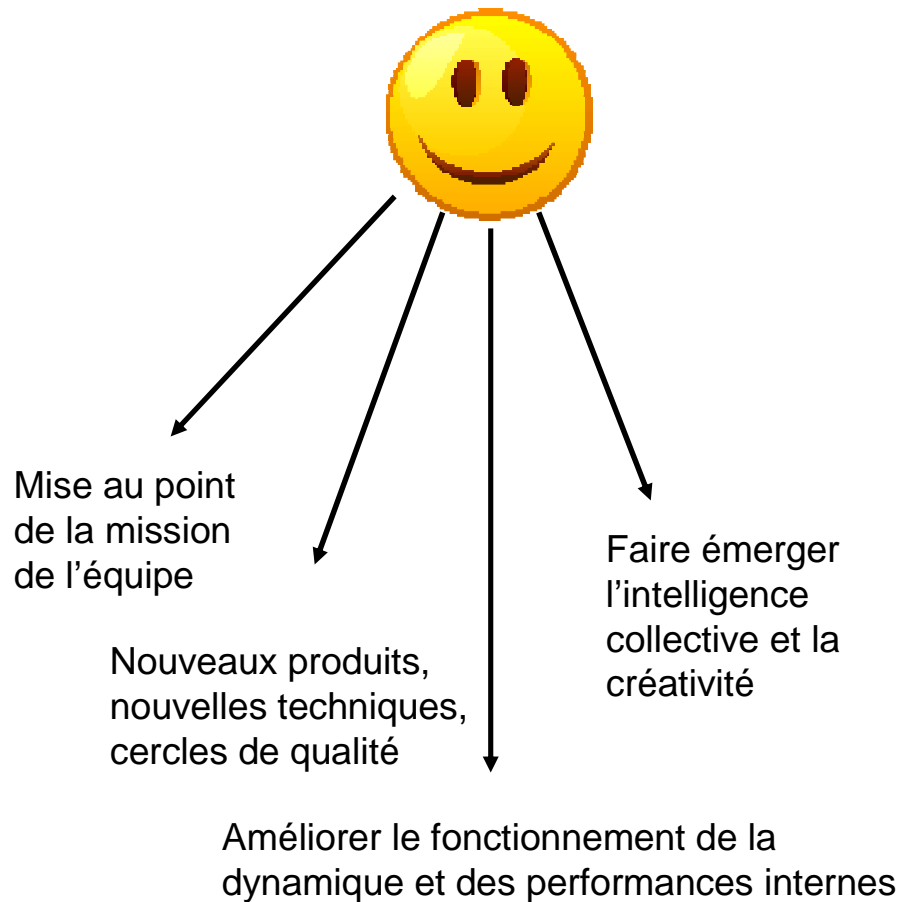 Mise au point
de la mission
de l’équipe
Nouveaux produits,
nouvelles techniques,
cercles de qualité
Améliorer le fonctionnement de la
dynamique et des performances internes
Faire émerger
l’intelligence
collective et la
créativité